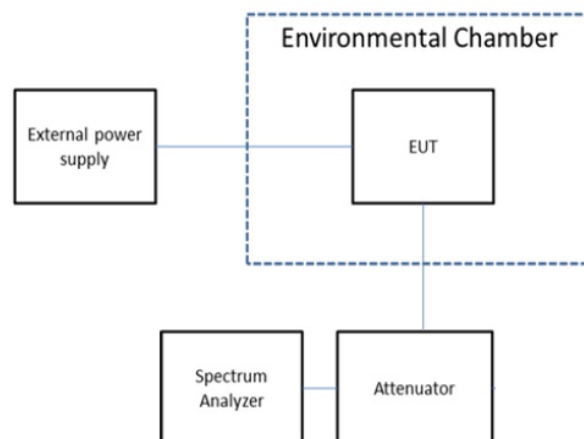 Environmental Chamber
External power
supply
EUT
Spectrum
Analyzer
Attenuator